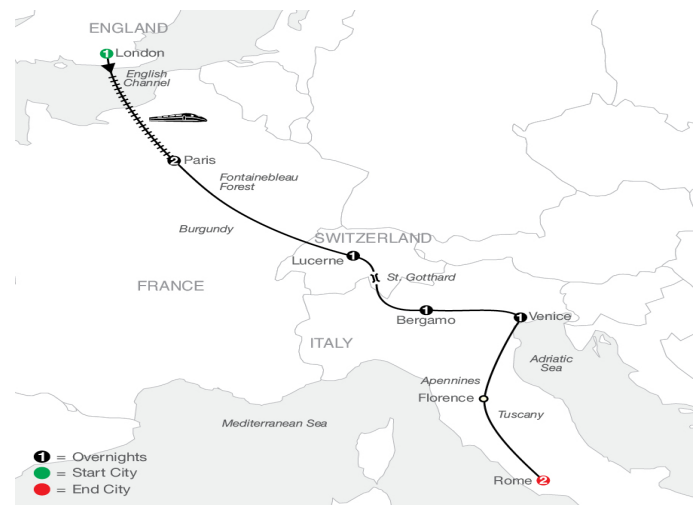 ENGLAND
1 London
English
Channel
2 Paris
Fontainebleau
Forest
Burgundy
SWITZERLAND
Lucerne 1
St. Gotthard
FRANCE
1
Bergamo
1 Venice
ITALY
Adriatic
Sea
Apennines
Florence
Tuscany
Mediterranean Sea
Rome 2
1 = Overnights
= Start City
= End City